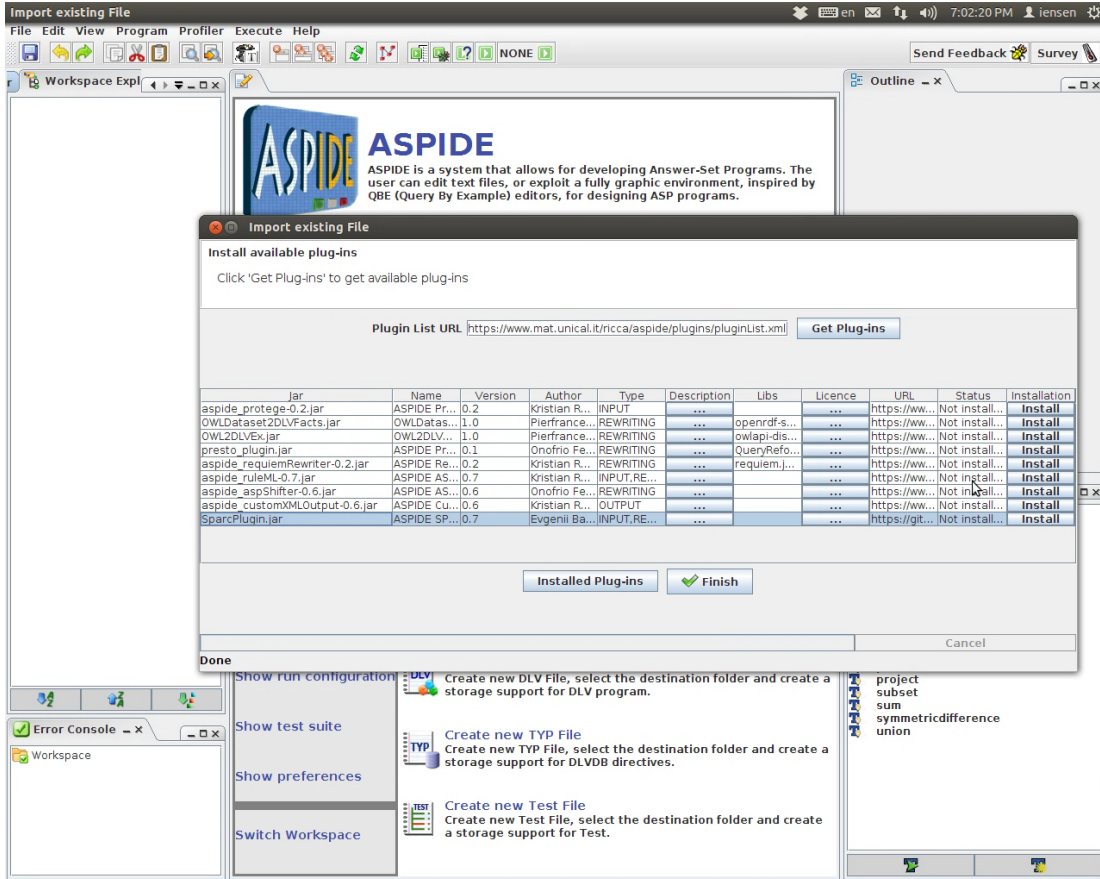 Import existing File
en
7:02:20 PM
iensen
File Edit View Program Profiler Execute Help
NONE
Send Feedback
Survey
r
Workspace Expl
Outline
ASPIDE
ASPIDE
ASPIDE is a system that allows for developing Answer-Set Programs. The
user can edit text files, or exploit a fully graphic environment, inspired by
QBE (Query By Example) editors, for designing ASP programs.
Import existing File
Install available plug-ins
Click 'Get Plug-ins' to get available plug-ins
Plugin List URL https://www.mat.unical.it/ricca/aspide/plugins/pluginList.xml Get Plug-ins
Jar Name Version Author Type Description Libs Licence URL Status Installation
aspide_protege-0.2.jar ASPIDE Pr... 0.2 Kristian R... INPUT ... ... https://ww... Not install... Install
OWLDataset2DLVFacts.jar OWLDatas... 1.0 Pierfrance... REWRITING ... openrdf-s... ... https://ww... Not install... Install
OWL2DLVEx.jar OWL2DLV... 1.0 Pierfrance... REWRITING ... owlapi-dis... ... https://ww... Not install... Install
presto_plugin.jar ASPIDE Pr... 0.1 Onofrio Fe... REWRITING ... QueryRefo... ... https://ww... Not install... Install
aspide_requiemRewriter-0.2.jar ASPIDE Re... 0.2 Kristian R... REWRITING ... requiem.j... ... https://ww... Not install... Install
aspide_ruleML-0.7.jar ASPIDE AS... 0.7 Kristian R... INPUT,RE... ... ... https://ww... Not install... Install
aspide_aspShifter-0.6.jar ASPIDE AS... 0.6 Onofrio Fe... REWRITING ... ... https://ww... Not install... Install
aspide_customXMLOutput-0.6.jar ASPIDE Cu... 0.6 Kristian R... OUTPUT ... ... https://ww... Not install... Install
SparcPlugin.jar ASPIDE SP... 0.7 Evgenii Ba... INPUT,RE... ... ... https://git... Not install... Install
Installed Plug-ins
Finish
Cancel
Done
Show run configuration
DLV
Create new DLV File, select the destination folder and create a
storage support for DLV program.
project
subset
sum
symmetricdifference
union
Error Console
Workspace
Show test suite
TYP
Create new TYP File
Create new TYP File, select the destination folder and create a
storage support for DLVDB directives.
Show preferences
TEST
Create new Test File
Create new Test File, select the destination folder and create
a storage support for Test.
Switch Workspace